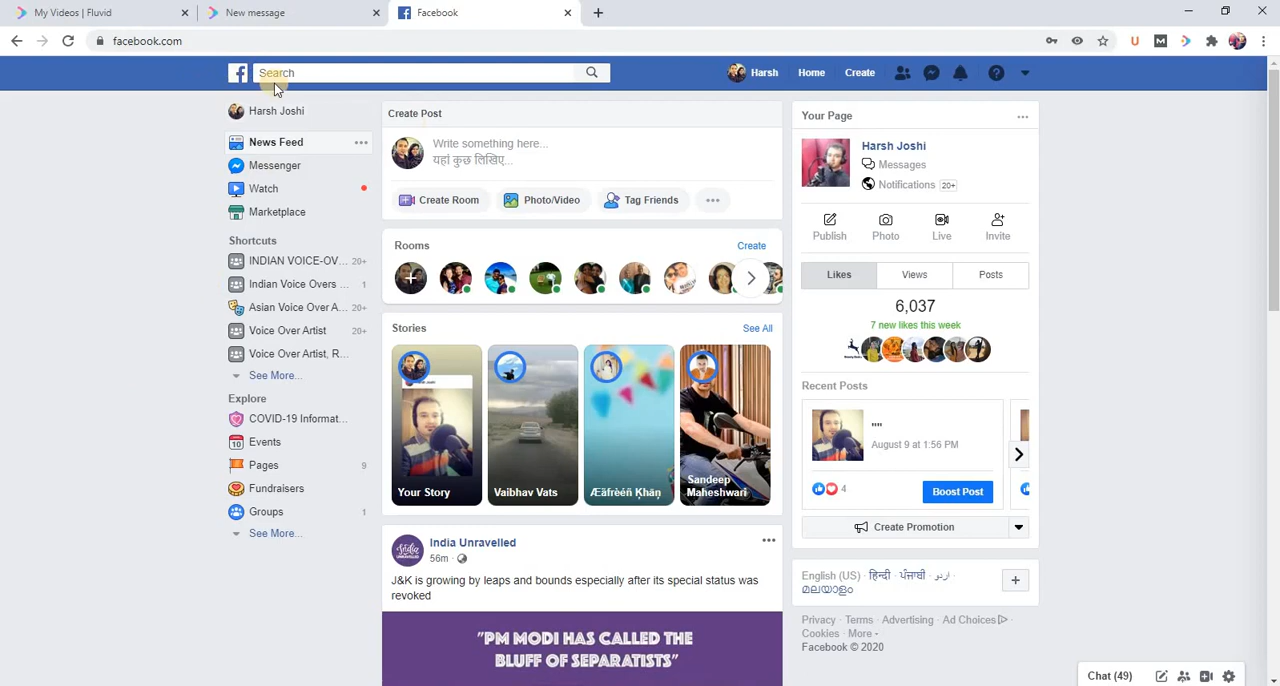 My Videos | Fluvid
New message
Facebook
facebook.com
Search
Harsh
Home
Create
Harsh Joshi
News Feed
Messenger
Watch
Marketplace
Shortcuts
INDIAN VOICE-OV... 20+
Indian Voice Overs ... 1
Asian Voice Over A... 20+
Voice Over Artist 20+
Voice Over Artist, R...
See More...
Explore
COVID-19 Informat...
Events
Pages 9
Fundraisers
Groups 1
See More...
Create Post
Write something here...
यहां कुछ लिखिए...
Create Room
Photo/Video
Tag Friends
Rooms
Create
Stories
See All
Your Story
Vaibhav Vats
Æäfrèéñ Ķhąņ
Sandeep
Maheshwari
India Unravelled
56m
J&K is growing by leaps and bounds especially after its special status was
revoked
"PM MODI HAS CALLED THE
BLUFF OF SEPARATISTS"
Your Page
Harsh Joshi
Messages
Notifications 20+
Publish
Photo
Live
Invite
Likes
Views
Posts
6,037
7 new likes this week
Recent Posts
""
August 9 at 1:56 PM
4
Boost Post
Create Promotion
English (US) · हिन्दी · ਪੰਜਾਬੀ · اردو ·
മലയാളം
Privacy · Terms · Advertising · Ad Choices ·
Cookies · More
Facebook © 2020
Chat (49)